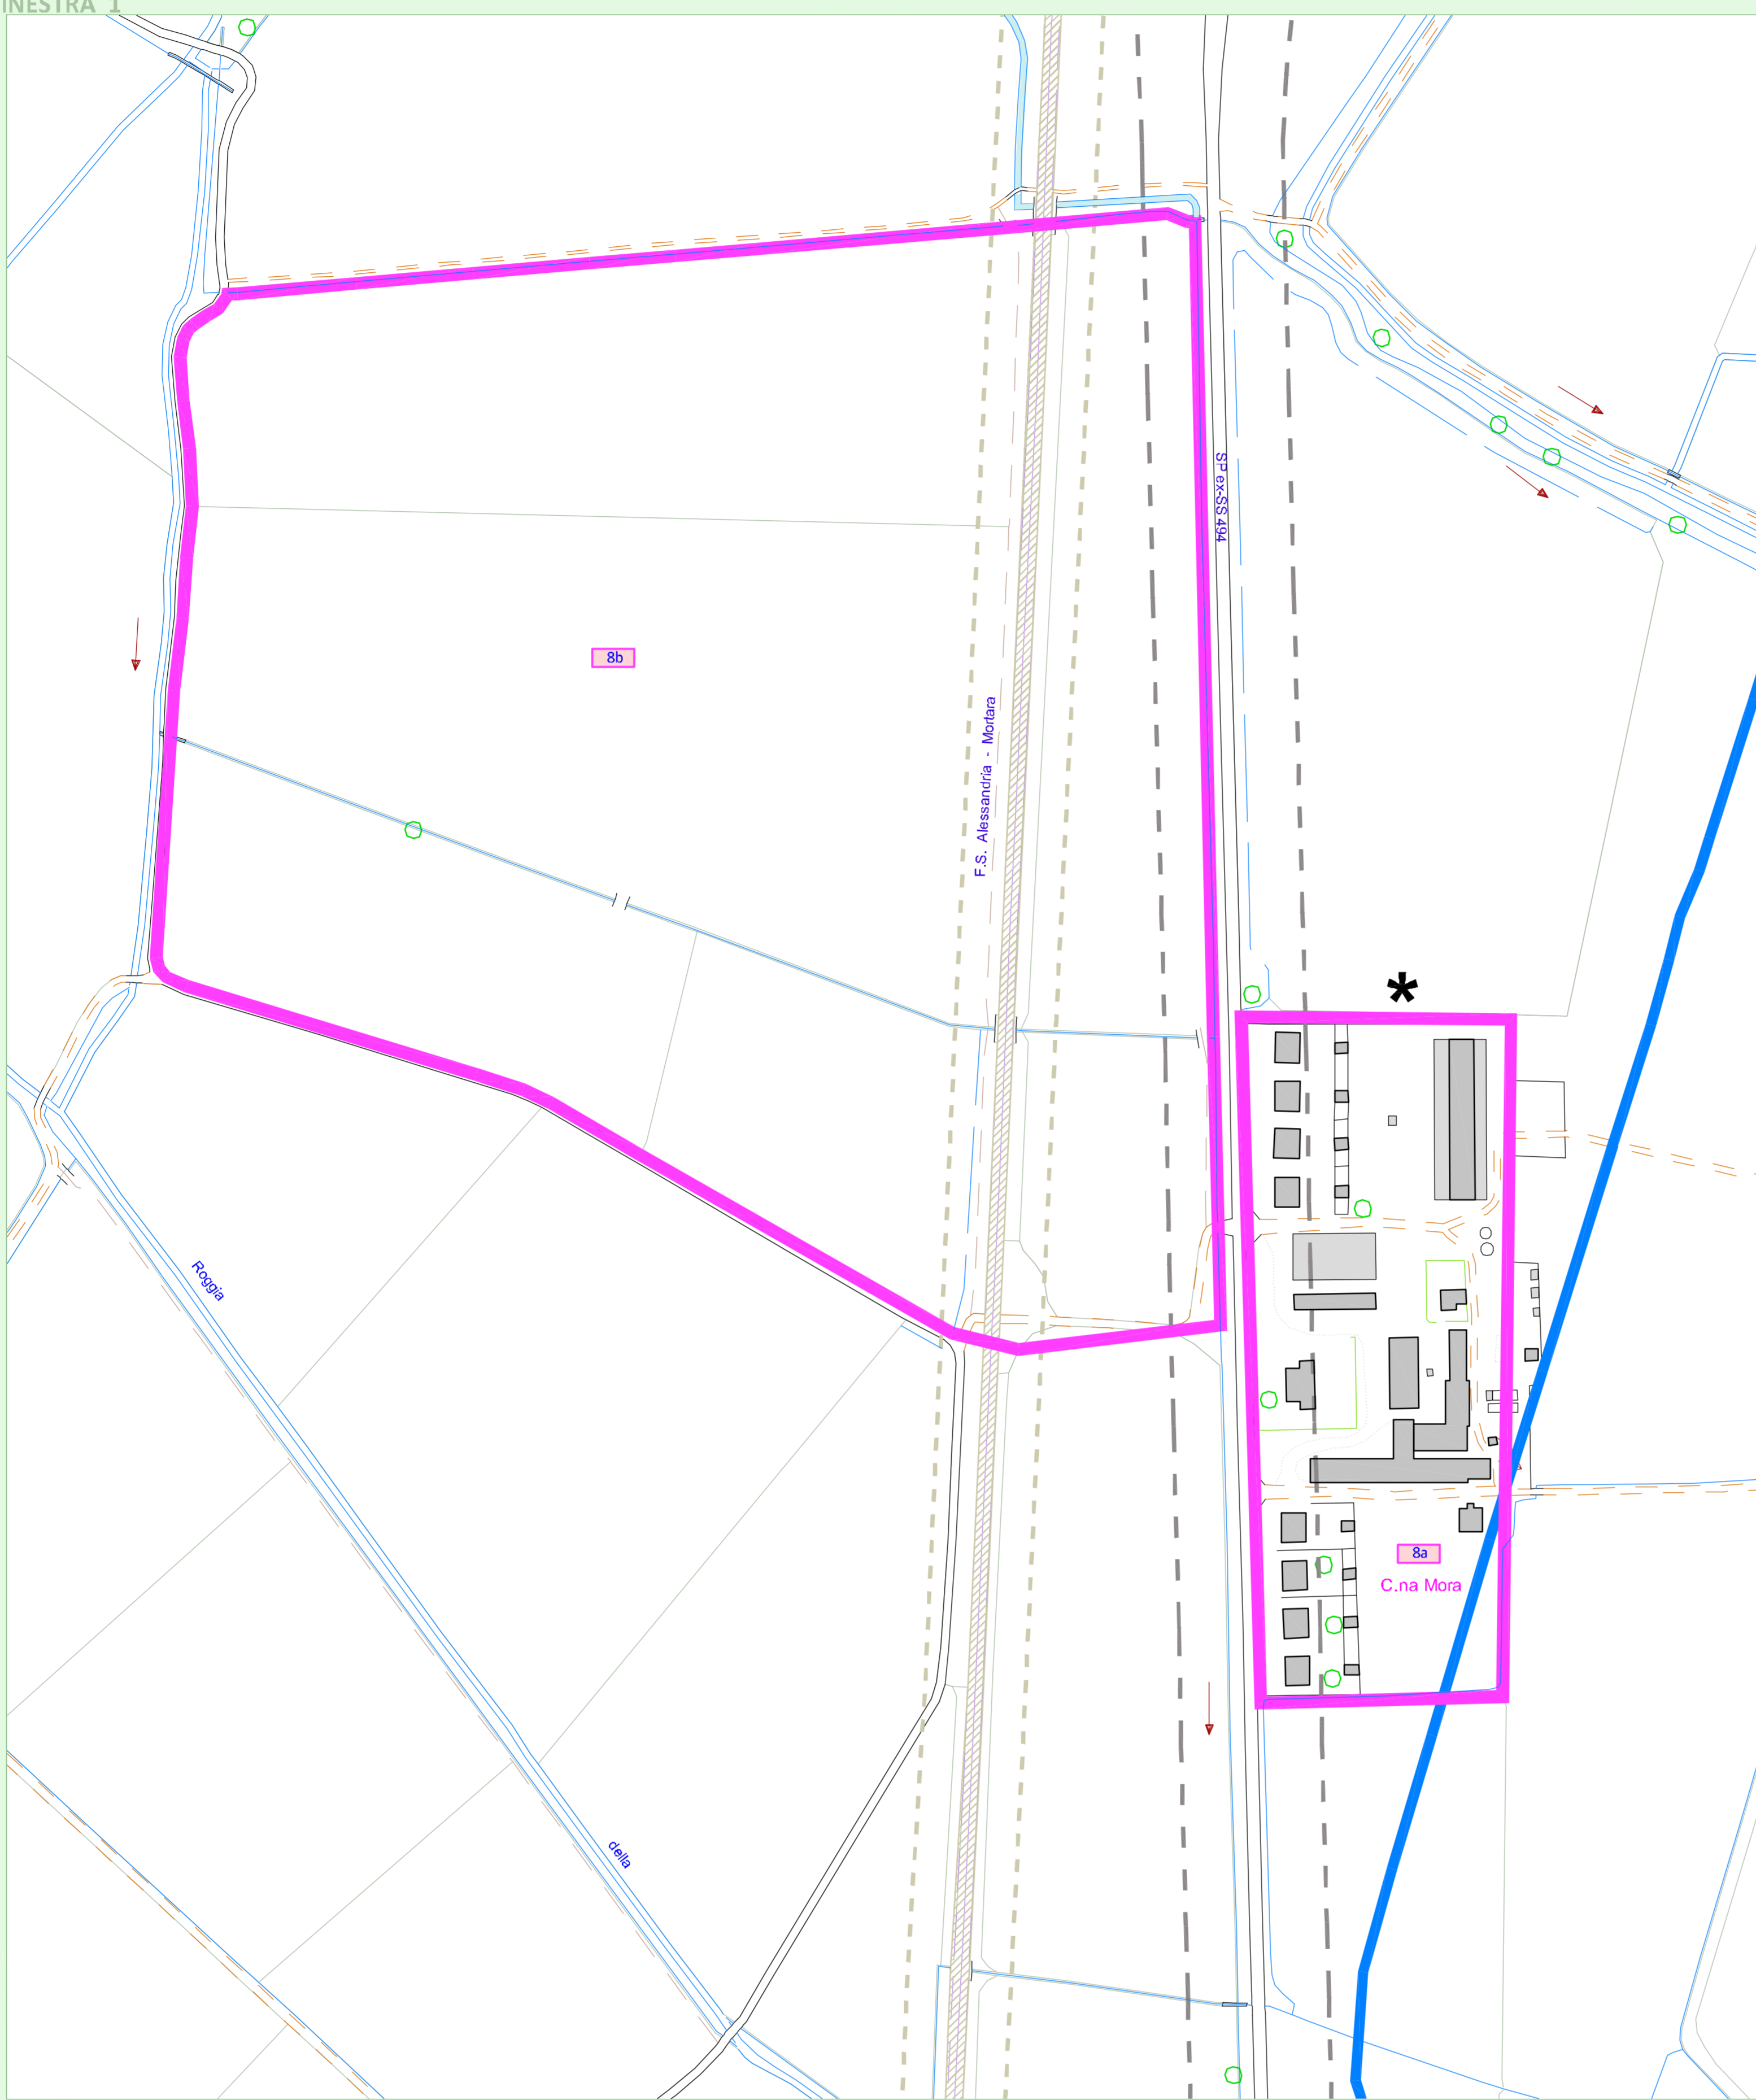 INESTRA 1
SP ex-SS 494
8b
F.S. Alessandria - Mortara
*
Roggia
8a
C.na Mora
della